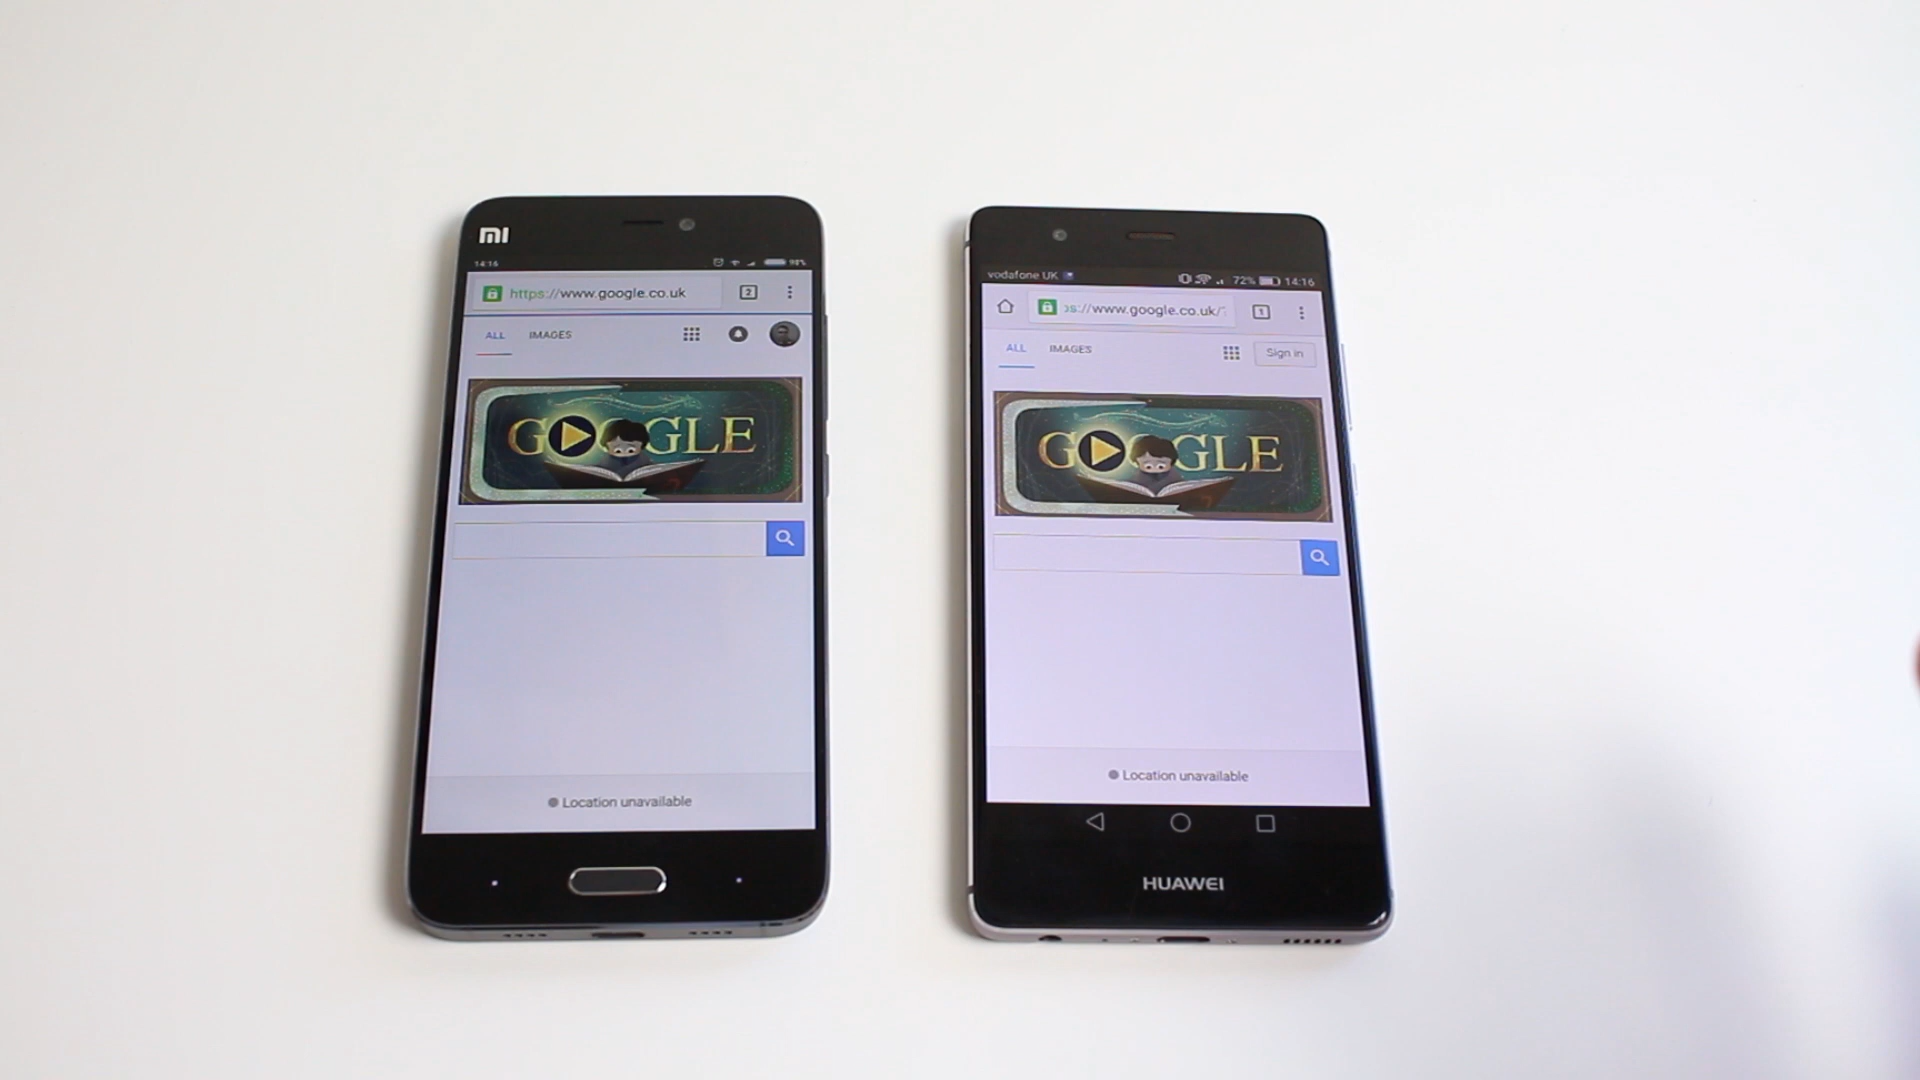 mi
14:16
98%
https://www.google.co.uk
2
ALL IMAGES
GOOGLE
Location unavailable
vodafone UK
72% 14:16
s://www.google.co.uk/?
1
ALL IMAGES
Sign in
GOOGLE
Location unavailable
HUAWEI